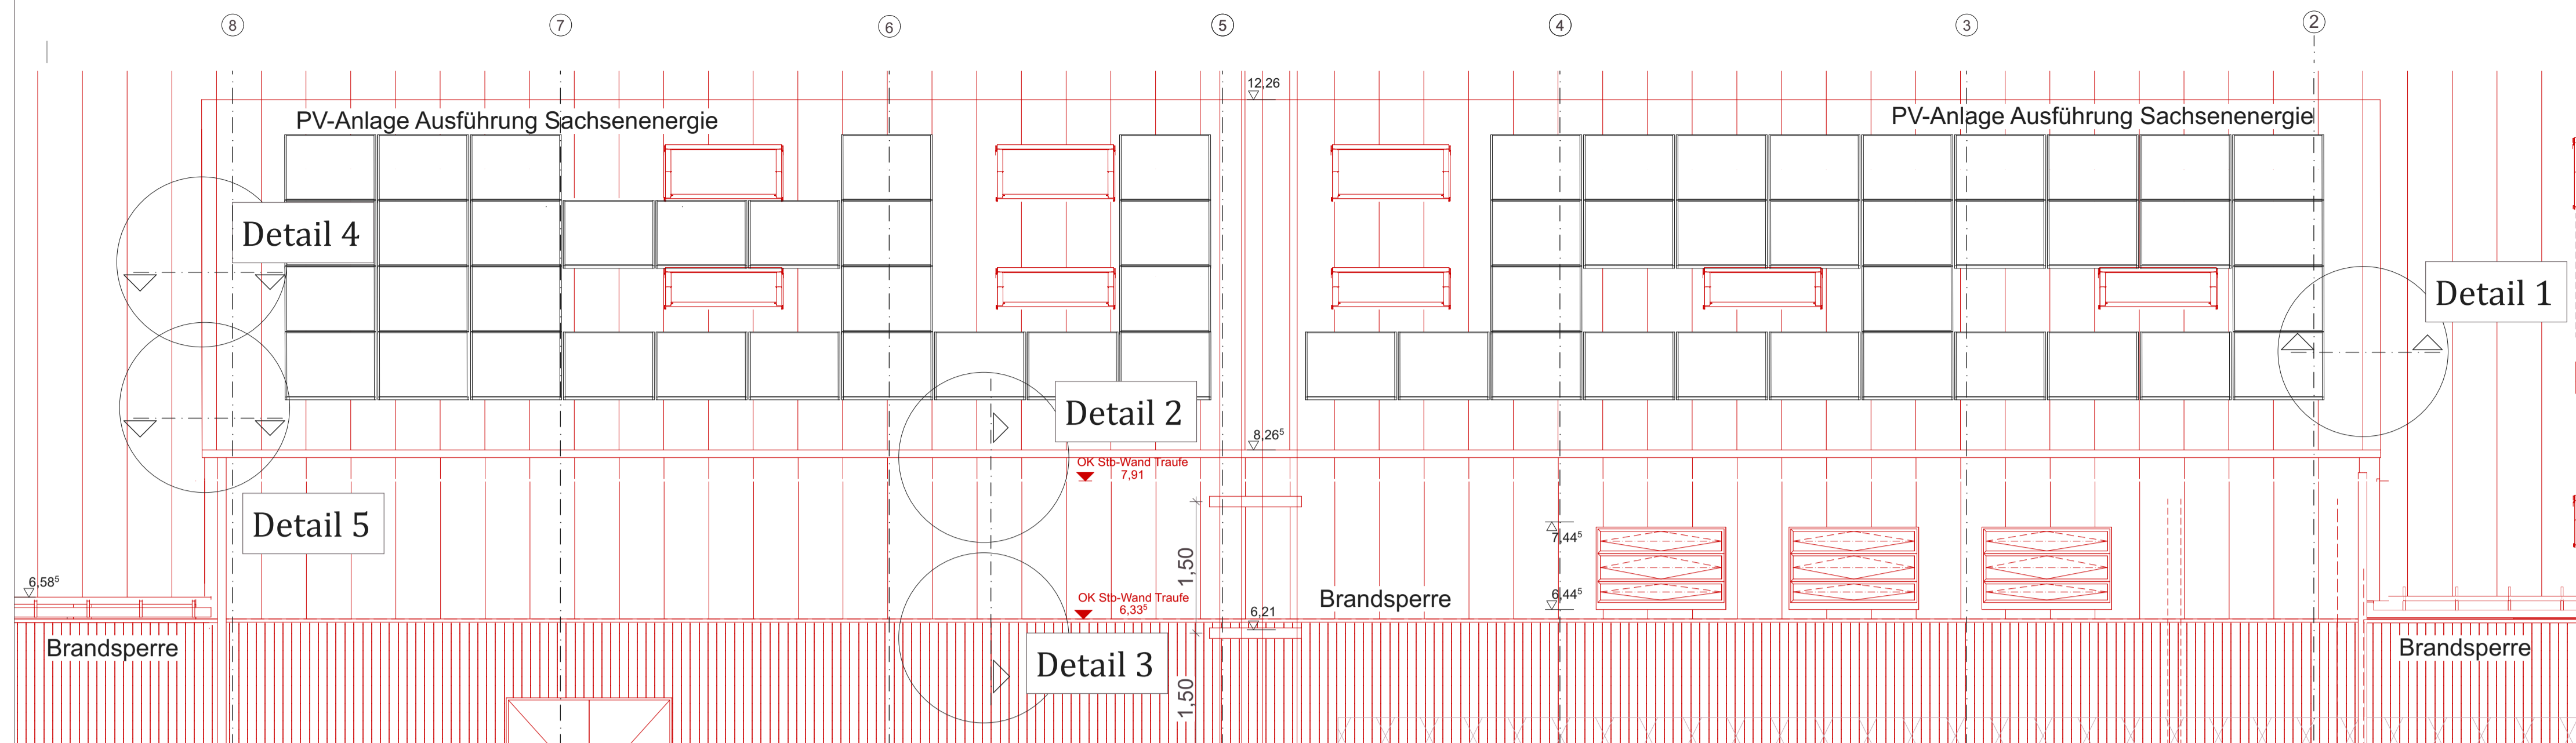 8 7 6 5 4 3 2
12,26
PV-Anlage Ausführung Sachsenenergie
PV-Anlage Ausführung Sachsenenergie
Detail 4
Detail 1
Detail 2
8,26⁵
OK Stb-Wand Traufe
7,91
Detail 5
7,44⁵
1,50
6,58⁵
OK Stb-Wand Traufe
6,33⁵
6,21
Brandsperre
6,44⁵
Brandsperre
Detail 3
1,50
Brandsperre